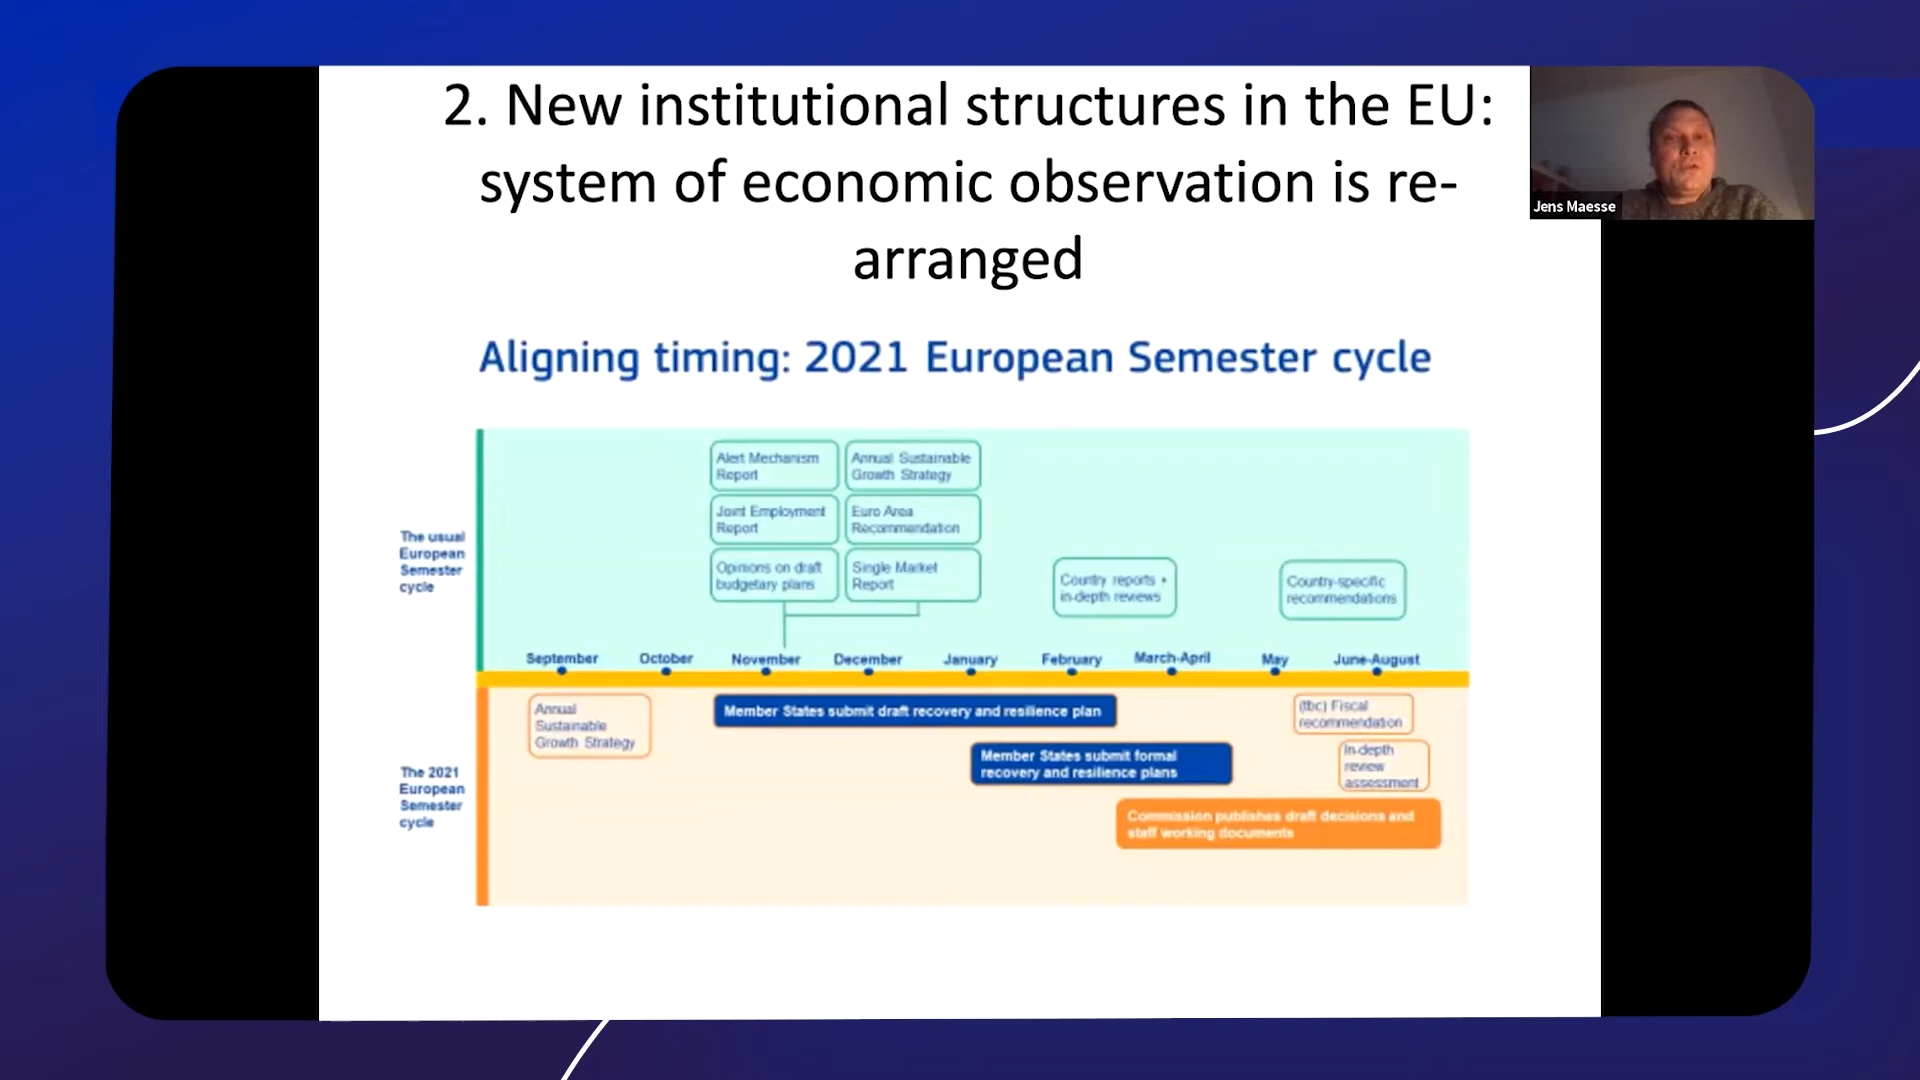 2. New institutional structures in the EU:
system of economic observation is re-
arranged
Jens Maesse
Aligning timing: 2021 European Semester cycle
The usual
European
Semester
cycle
Alert Mechanism
Report
Annual Sustainable
Growth Strategy
Joint Employment
Report
Euro Area
Recommendation
Opinions on draft
budgetary plans
Single Market
Report
Country reports +
in-depth reviews
Country-specific
recommendations
September October November December January February March-April May June-August
Annual
Sustainable
Growth Strategy
Member States submit draft recovery and resilience plan
(tbc) Fiscal
recommendation
Member States submit formal
recovery and resilience plans
In-depth
review
assessment
The 2021
European
Semester
cycle
Commission publishes draft decisions and
staff working documents